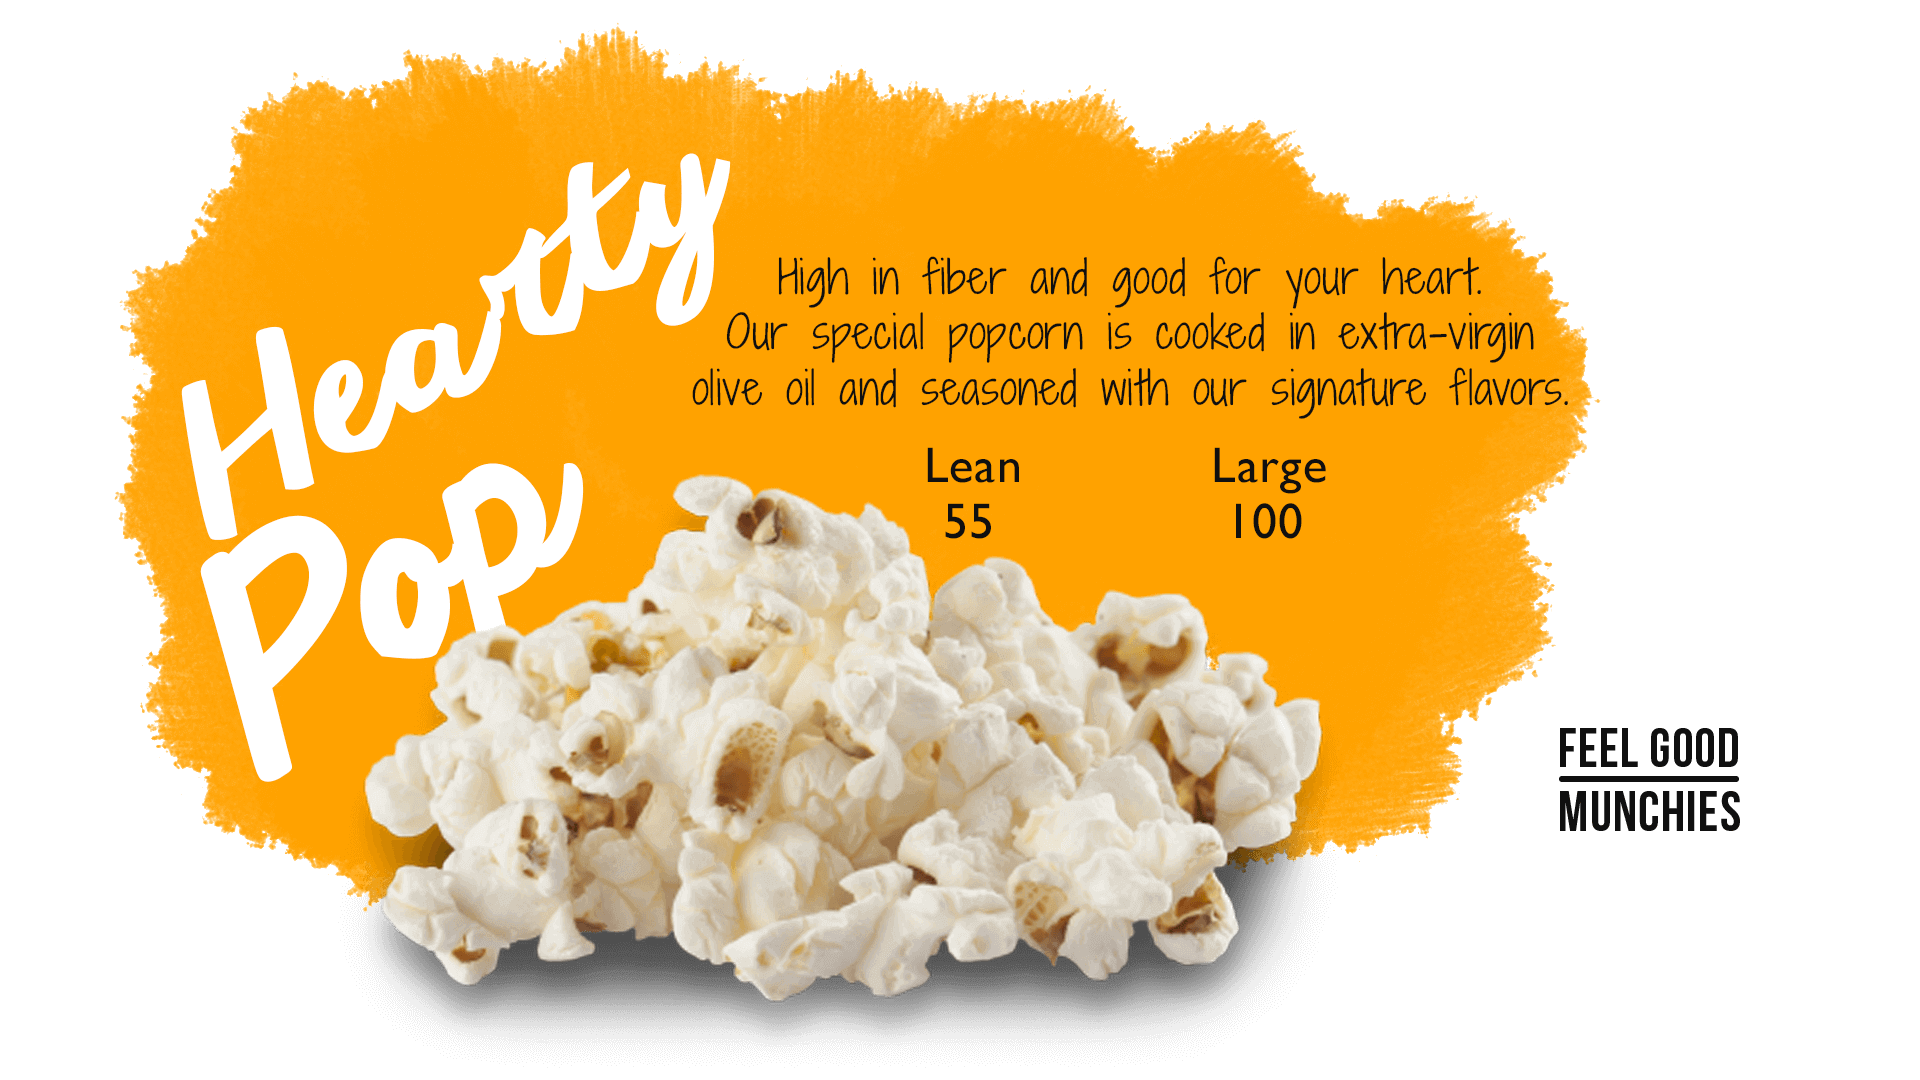 Hearty
Pop
High in fiber and good for your heart.
Our special popcorn is cooked in extra-virgin
olive oil and seasoned with our signature flavors.
Lean Large
55 100
FEEL GOOD
MUNCHIES